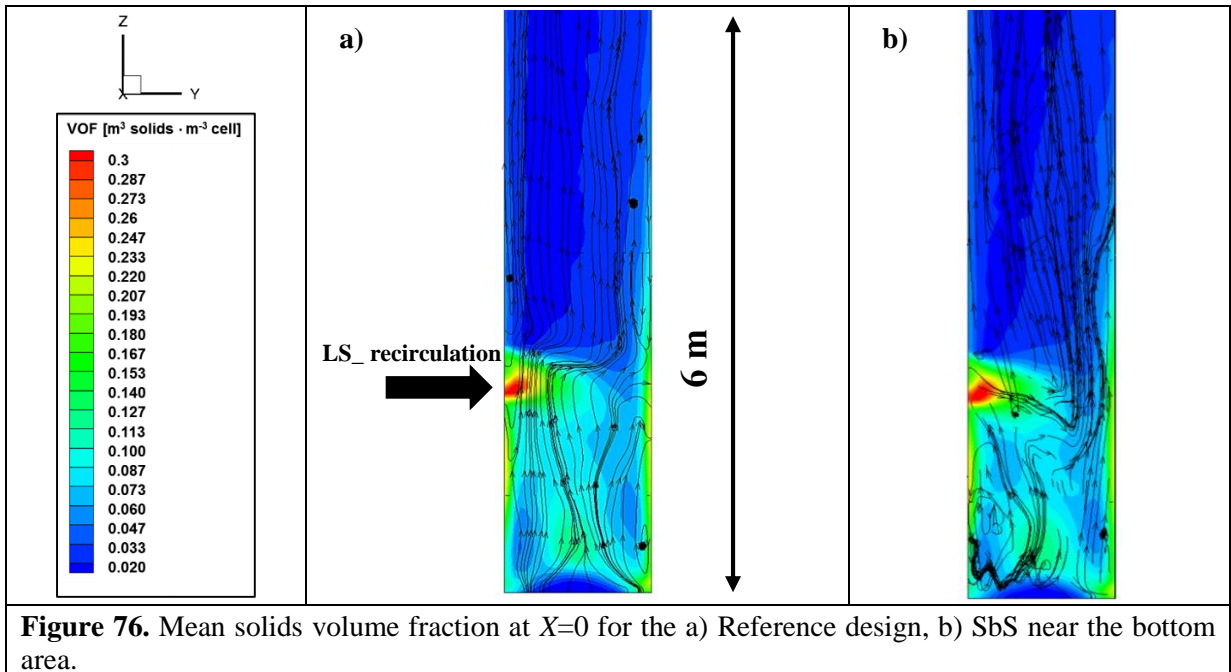 Z
X
Y
VOF [m³ solids · m⁻³ cell]
0.3
0.287
0.273
0.26
0.247
0.233
0.220
0.207
0.193
0.180
0.167
0.153
0.140
0.127
0.113
0.100
0.087
0.073
0.060
0.047
0.033
0.020
a)
LS_ recirculation
6 m
b)
Figure 76. Mean solids volume fraction at X=0 for the a) Reference design, b) SbS near the bottom
area.